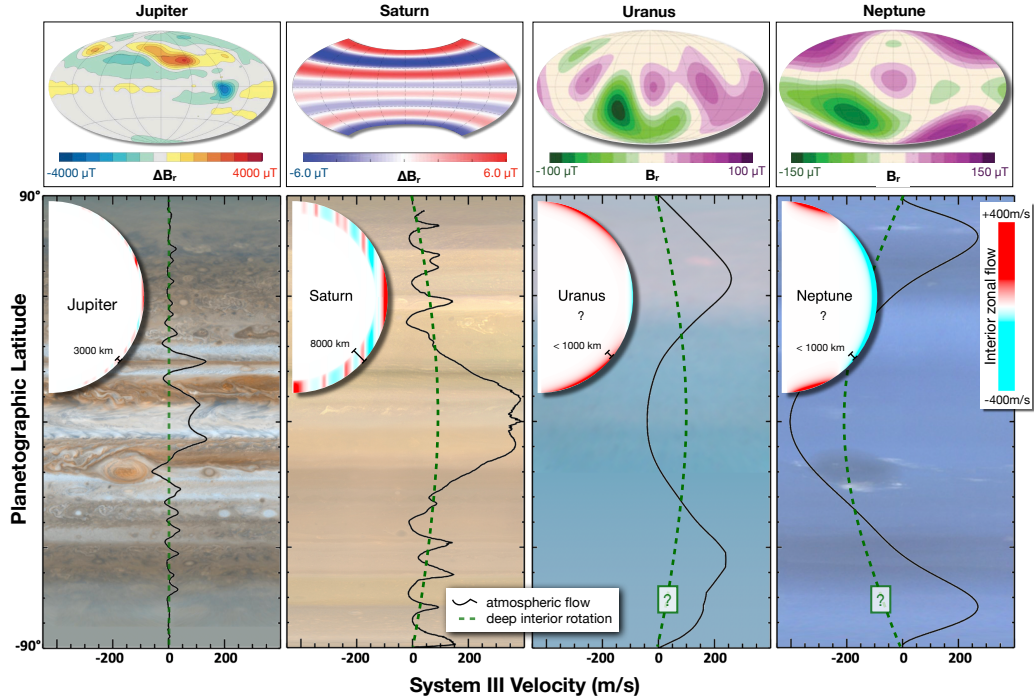 Jupiter
Saturn
Uranus
Neptune
-4000 μT
ΔBr
4000 μT
-6.0 μT
ΔBr
6.0 μT
-100 μT
Br
100 μT
-150 μT
Br
150 μT
90°
-90°
Planetographic Latitude
Jupiter
3000 km
Saturn
8000 km
Uranus
?
< 1000 km
Neptune
?
< 1000 km
+400m/s
Interior zonal flow
-400m/s
atmospheric flow
deep interior rotation
?
?
-200 0 200
-200 0 200
-200 0 200
-200 0 200
System III Velocity (m/s)